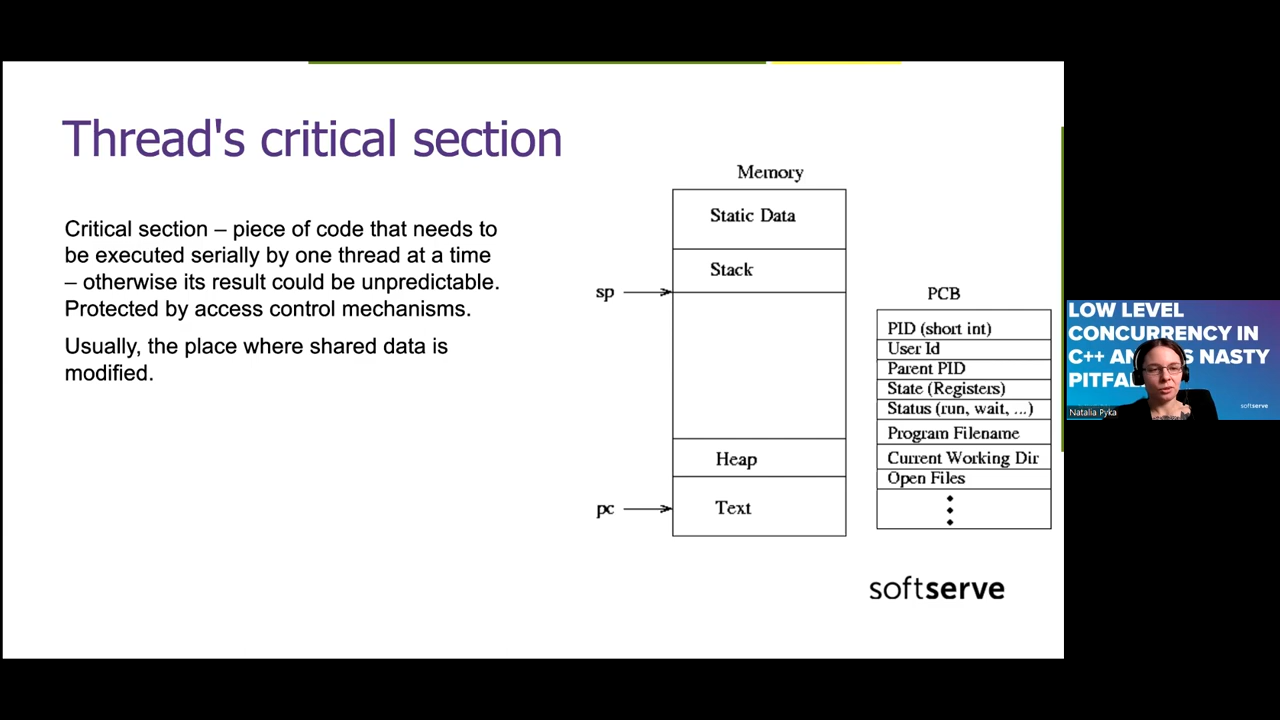 Thread's critical section
Critical section – piece of code that needs to
be executed serially by one thread at a time
– otherwise its result could be unpredictable.
Protected by access control mechanisms.
Usually, the place where shared data is
modified.
Memory
Static Data
Stack
sp
Heap
pc
Text
PCB
PID (short int)
User Id
Parent PID
State (Registers)
Status (run, wait, ...)
Program Filename
Current Working Dir
Open Files
softserve
LOW LEVEL
CONCURRENCY IN
C++ NASTY
Natalia Pyka
softserve